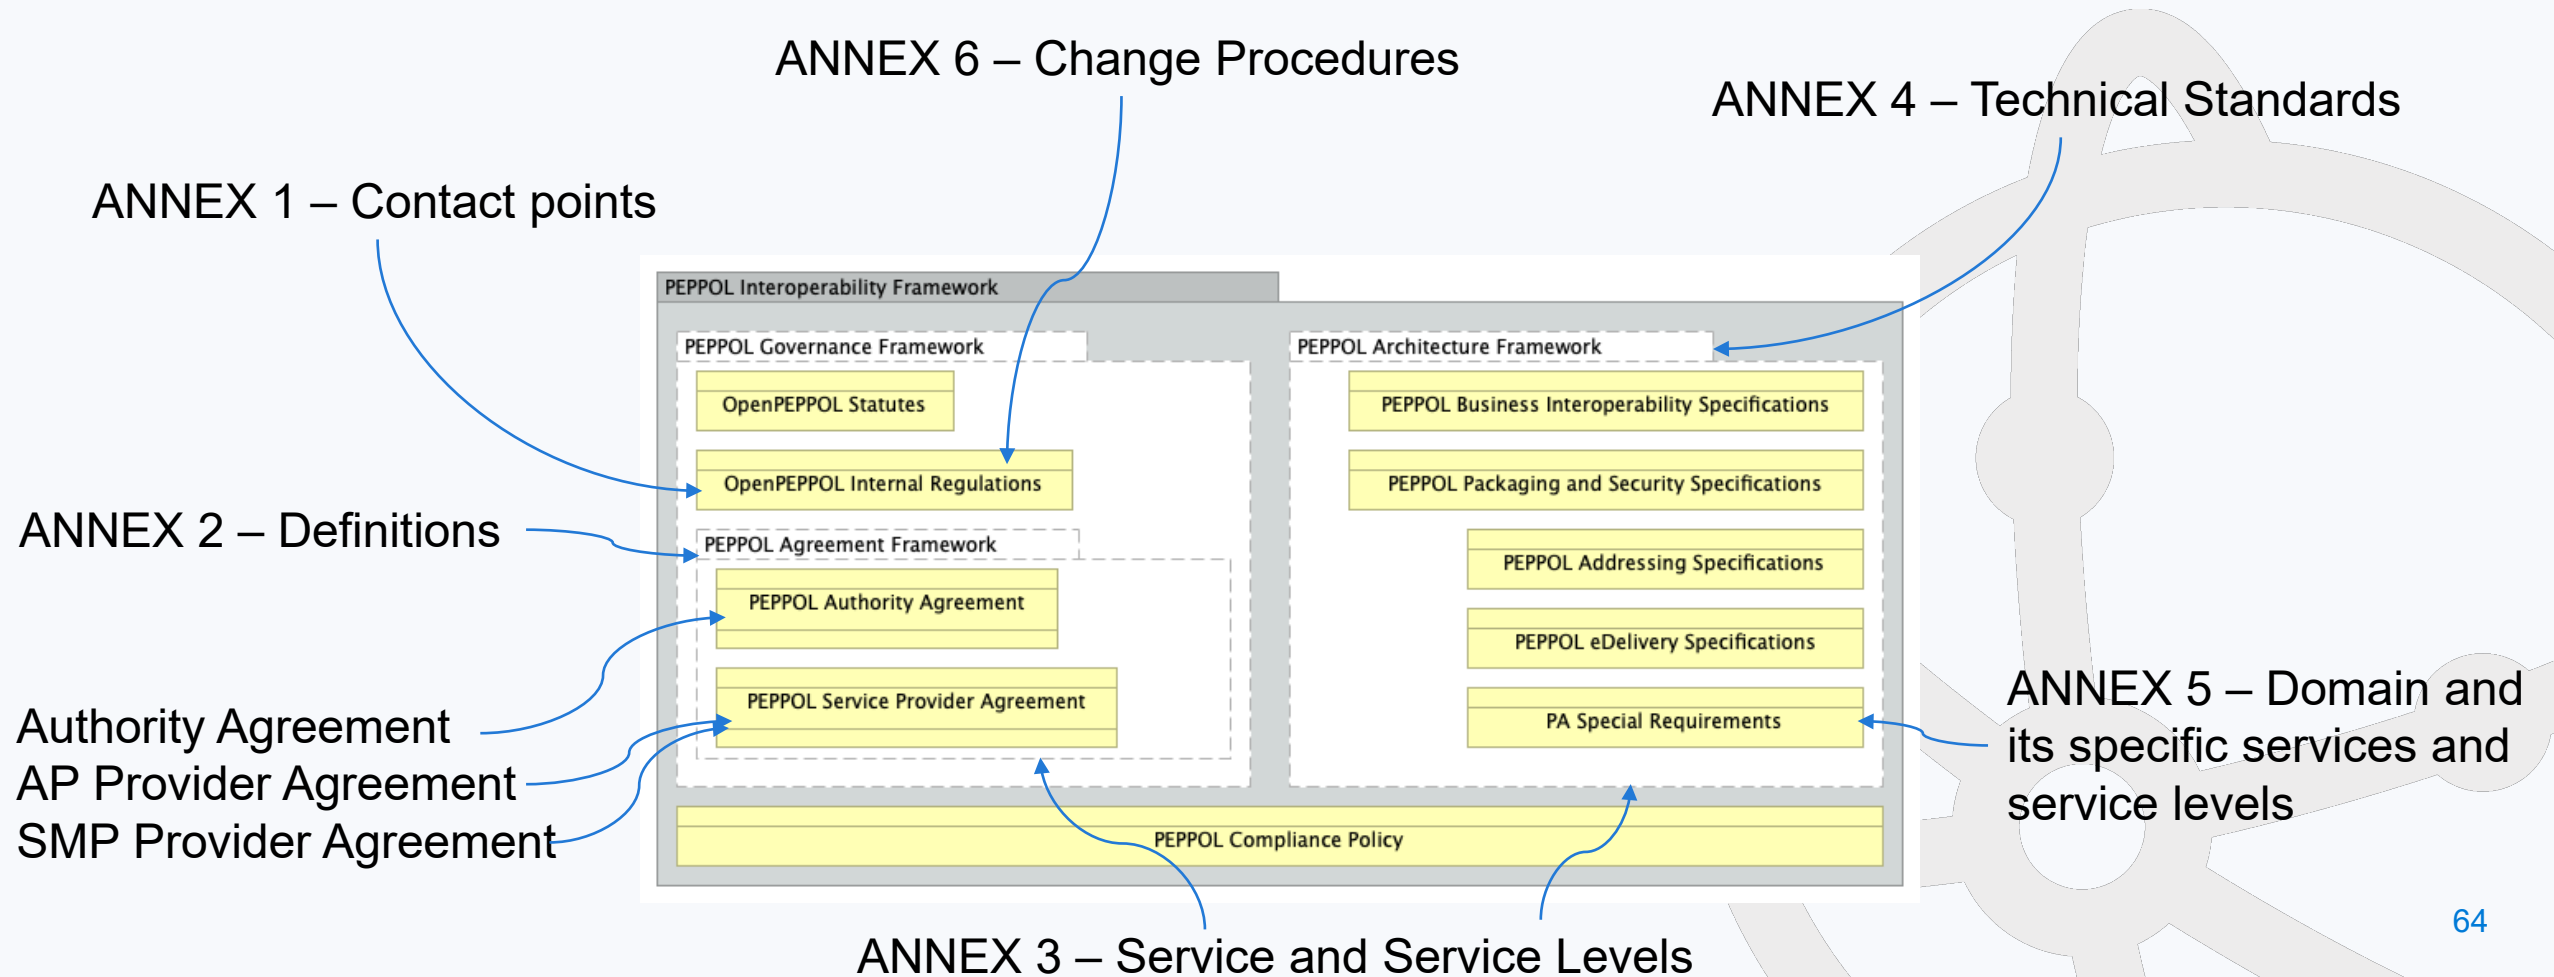 ANNEX 6 – Change Procedures
ANNEX 4 – Technical Standards
ANNEX 1 – Contact points
PEPPOL Interoperability Framework
PEPPOL Governance Framework
OpenPEPPOL Statutes
OpenPEPPOL Internal Regulations
ANNEX 2 – Definitions
PEPPOL Agreement Framework
PEPPOL Authority Agreement
PEPPOL Service Provider Agreement
Authority Agreement
AP Provider Agreement
SMP Provider Agreement
PEPPOL Architecture Framework
PEPPOL Business Interoperability Specifications
PEPPOL Packaging and Security Specifications
PEPPOL Addressing Specifications
PEPPOL eDelivery Specifications
PA Special Requirements
ANNEX 5 – Domain and
its specific services and
service levels
PEPPOL Compliance Policy
ANNEX 3 – Service and Service Levels
64